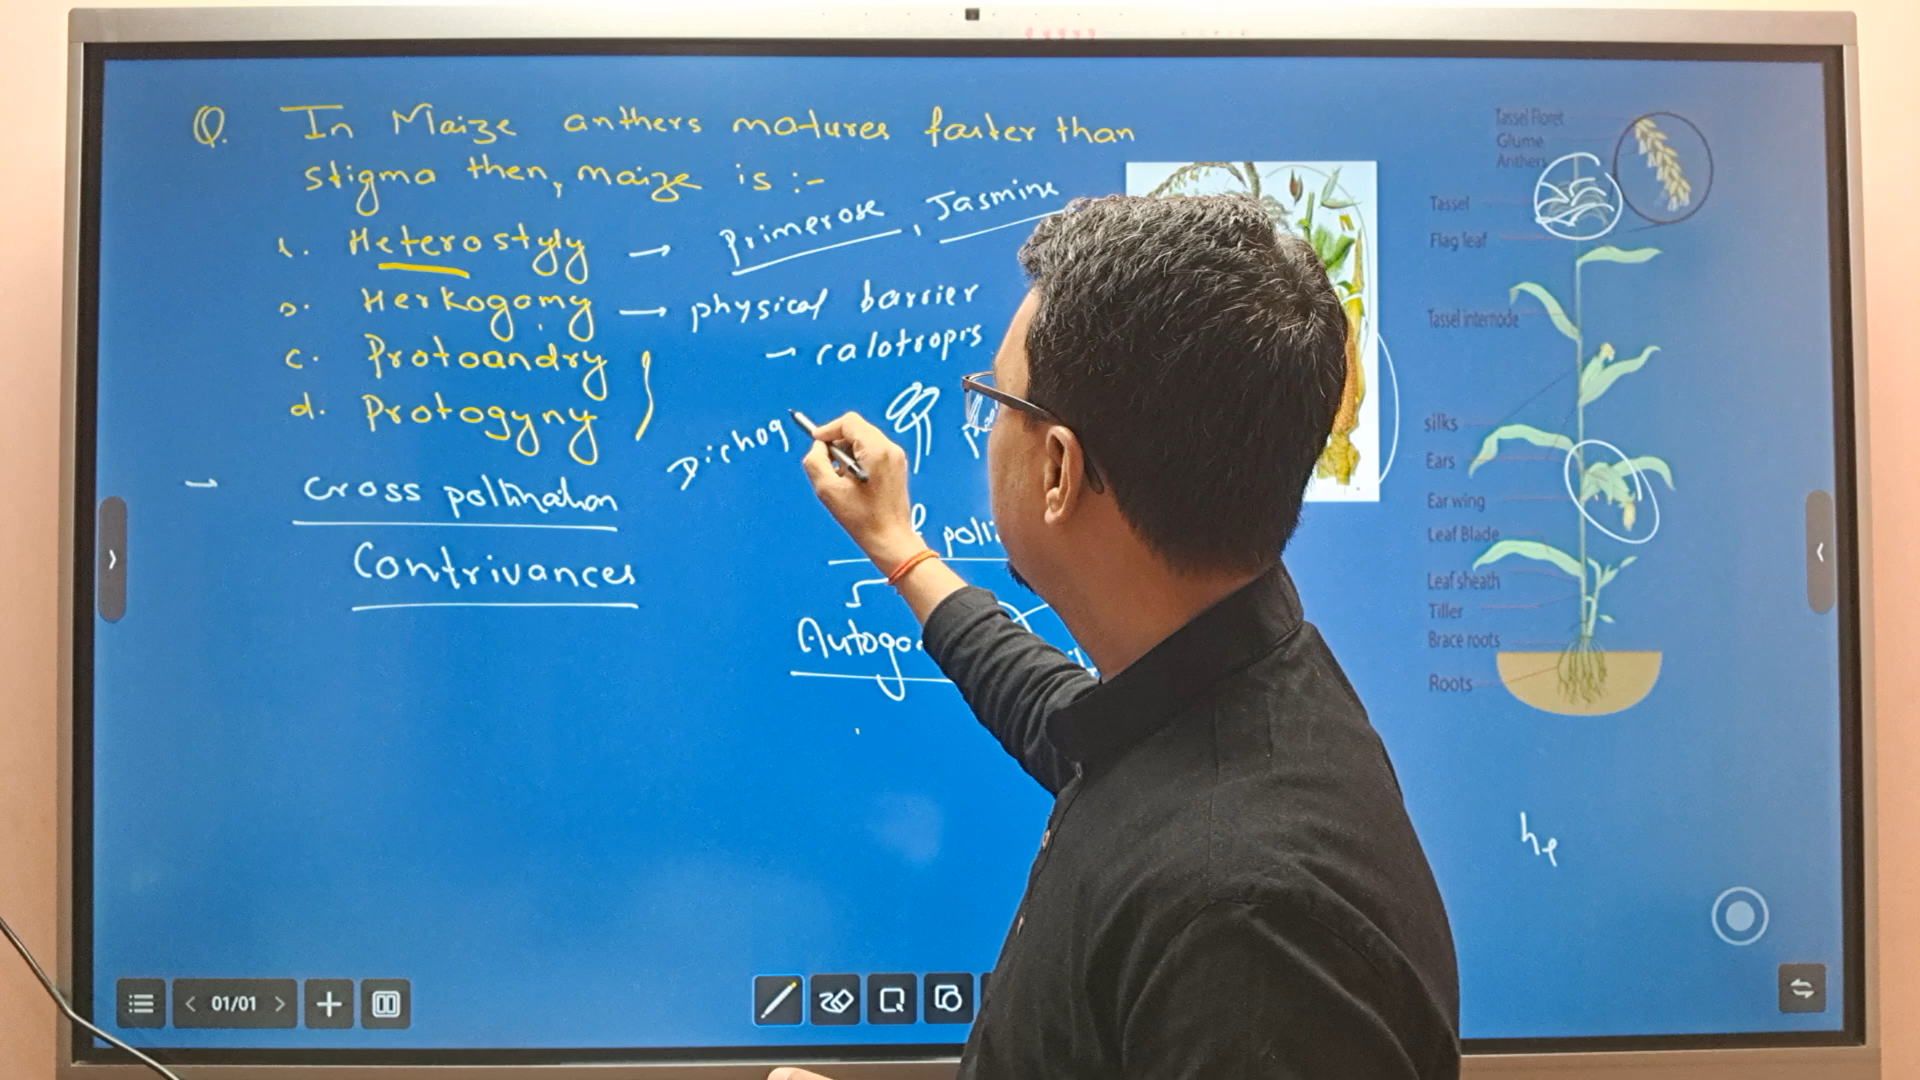 Q. In Maize anthers matures faster than
stigma then, maize is :-
1. Heterostyly → Primerose, Jasmine
b. Herkogamy → physical barrier
– calotropis
c. Protoandry
d. Protogyny
Dichog
– Cross pollination
Contrivances
polli
Autoga
Tassel Floret
Glume
Anthers
Tassel
Flag leaf
Tassel internode
silks
Ears
Ear wing
Leaf Blade
Leaf sheath
Tiller
Brace roots
Roots
he
01/01